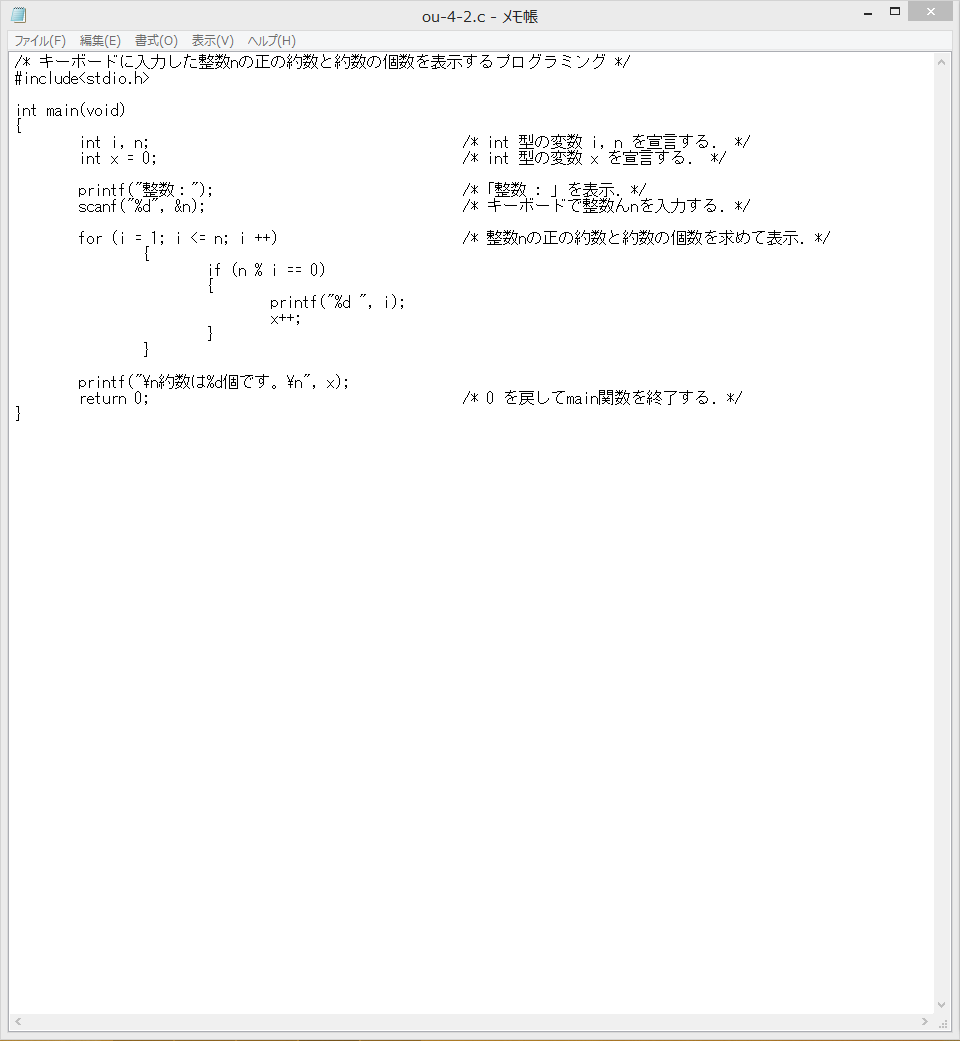 ou-4-2.c - メモ帳
ファイル(F) 編集(E) 書式(O) 表示(V) ヘルプ(H)
/* キーボードに入力した整数nの正の約数と約数の個数を表示するプログラミング */
#include<stdio.h>
int main(void)
{
int i, n; /* int 型の変数 i, n を宣言する． */
int x = 0; /* int 型の変数 x を宣言する． */
printf("整数："); /*「整数 : 」を表示．*/
scanf("%d", &n); /* キーボードで整数んnを入力する．*/
for (i = 1; i <= n; i ++) /* 整数nの正の約数と約数の個数を求めて表示．*/
{
if (n % i == 0)
{
printf("%d ", i);
x++;
}
}
printf("¥n約数は%d個です。¥n", x);
return 0; /* 0 を戻してmain関数を終了する．*/
}